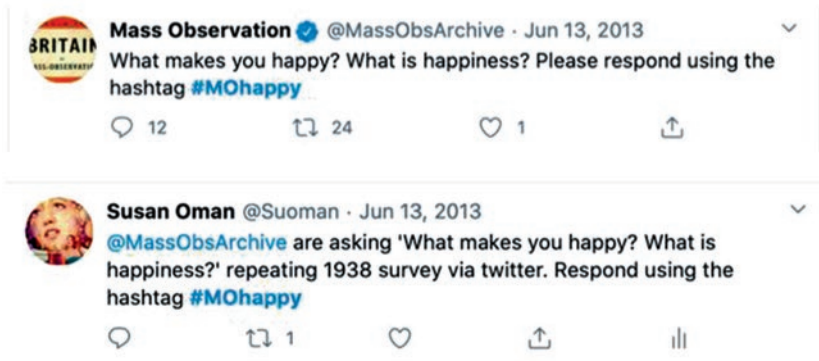 BRITAIN
Mass Observation @MassObsArchive · Jun 13, 2013
What makes you happy? What is happiness? Please respond using the
hashtag #MOhappy
12 24 1
Susan Oman @Suoman · Jun 13, 2013
@MassObsArchive are asking 'What makes you happy? What is
happiness?' repeating 1938 survey via twitter. Respond using the
hashtag #MOhappy
1